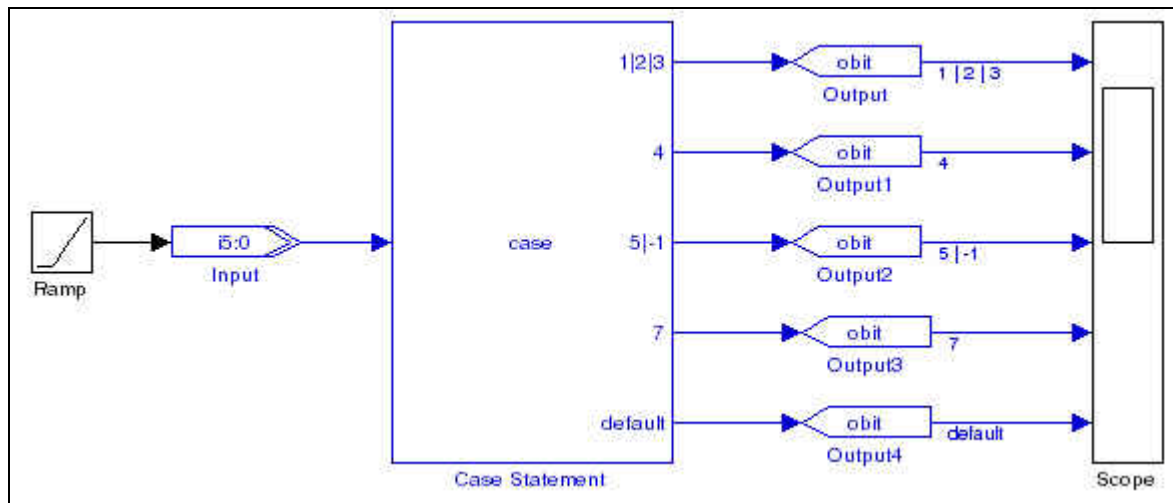 1|2|3
obit
1 | 2 | 3
Output
4
obit
4
Output1
i5:0
case
5|-1
obit
5 | -1
Input
Output2
Ramp
7
obit
7
Output3
default
obit
default
Output4
Case Statement
Scope